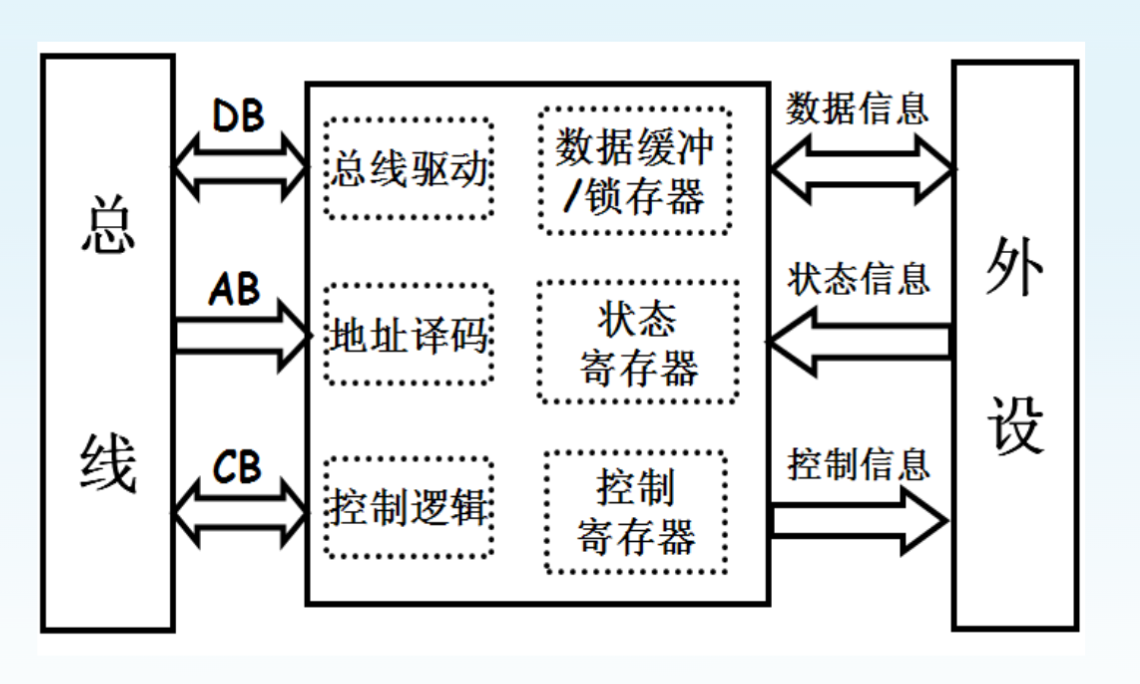 总线
DB
AB
CB
总线驱动
地址译码
控制逻辑
数据缓冲
/锁存器
状态
寄存器
控制
寄存器
数据信息
状态信息
控制信息
外设